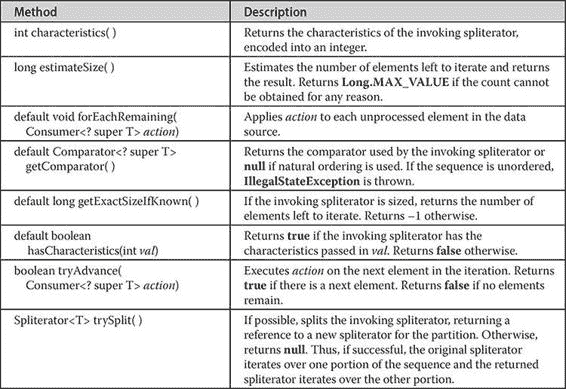 Method Description
int characteristics( ) Returns the characteristics of the invoking spliterator,
encoded into an integer.
long estimateSize( ) Estimates the number of elements left to iterate and returns
the result. Returns Long.MAX_VALUE if the count cannot
be obtained for any reason.
default void forEachRemaining( Applies action to each unprocessed element in the data
Consumer<? super T> action) source.
default Comparator<? super T> Returns the comparator used by the invoking spliterator or
getComparator( ) null if natural ordering is used. If the sequence is unordered,
IllegalStateException is thrown.
default long getExactSizeIfKnown( ) If the invoking spliterator is sized, returns the number of
elements left to iterate. Returns –1 otherwise.
default boolean Returns true if the invoking spliterator has the
hasCharacteristics(int val) characteristics passed in val. Returns false otherwise.
boolean tryAdvance( Executes action on the next element in the iteration. Returns
Consumer<? super T> action) true if there is a next element. Returns false if no elements
remain.
Spliterator<T> trySplit( ) If possible, splits the invoking spliterator, returning a
reference to a new spliterator for the partition. Otherwise,
returns null. Thus, if successful, the original spliterator
iterates over one portion of the sequence and the returned
spliterator iterates over the other portion.